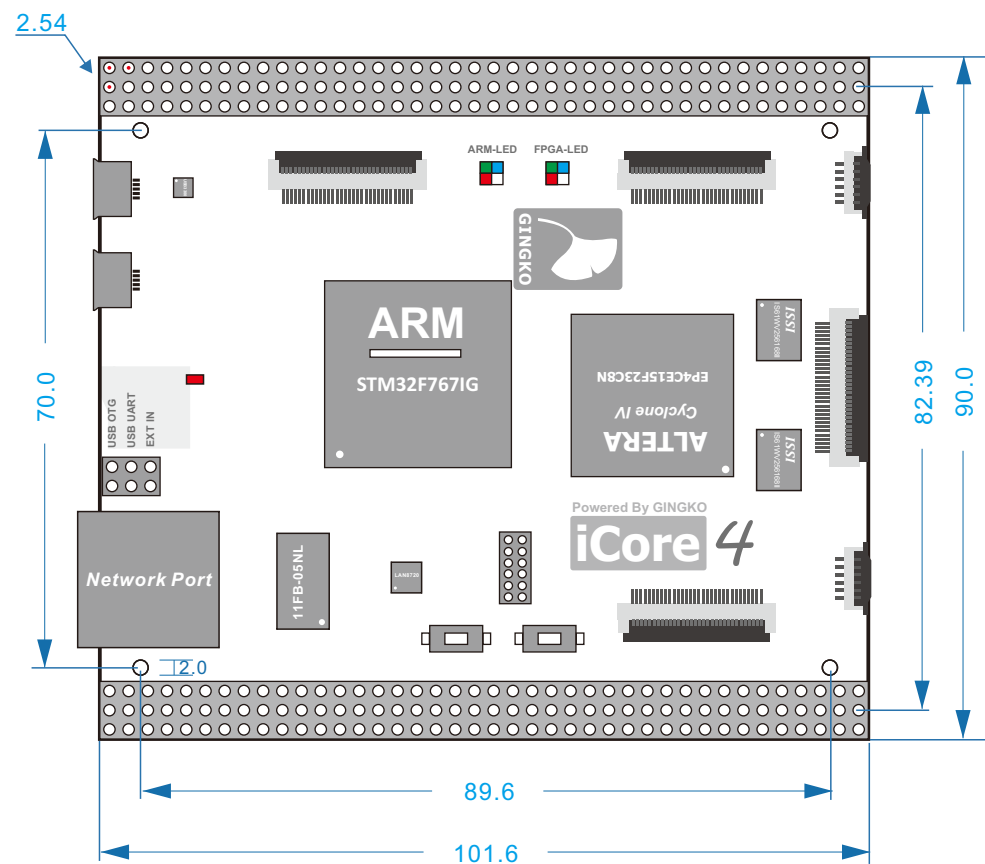 2.54
ARM-LED FPGA-LED
GINGKO
ARM
STM32F767IG
EP4CE15F23C8N
Cyclone IV
ALTERA
ISSI
ISSI
USB OTG
USB UART
EXT IN
70.0
82.39
90.0
Powered By GINGKO
iCore 4
Network Port
11FB-05NL
LAN8720
2.0
89.6
101.6